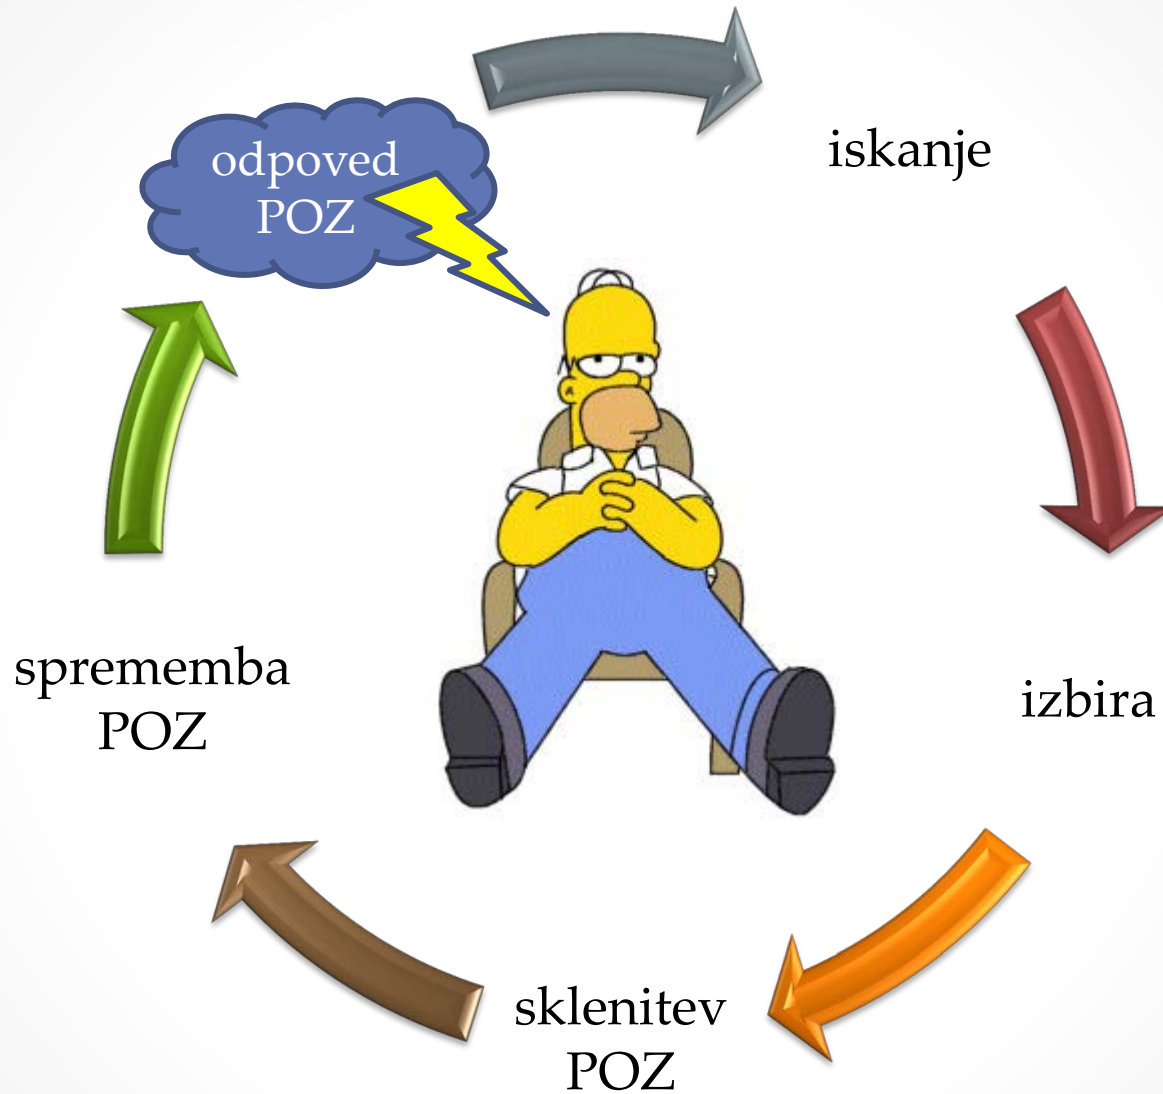 odpoved
POZ
iskanje
izbira
sklenitev
POZ
sprememba
POZ